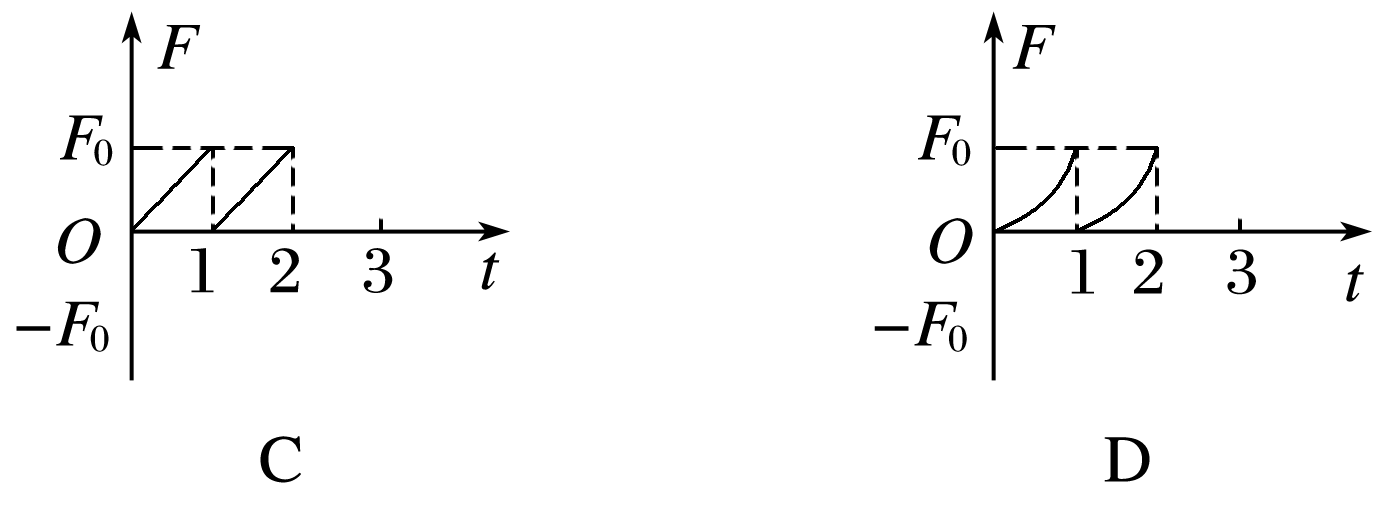 F F
F₀ F₀
O 1 2 3 t O 1 2 3 t
−F₀ −F₀
C D